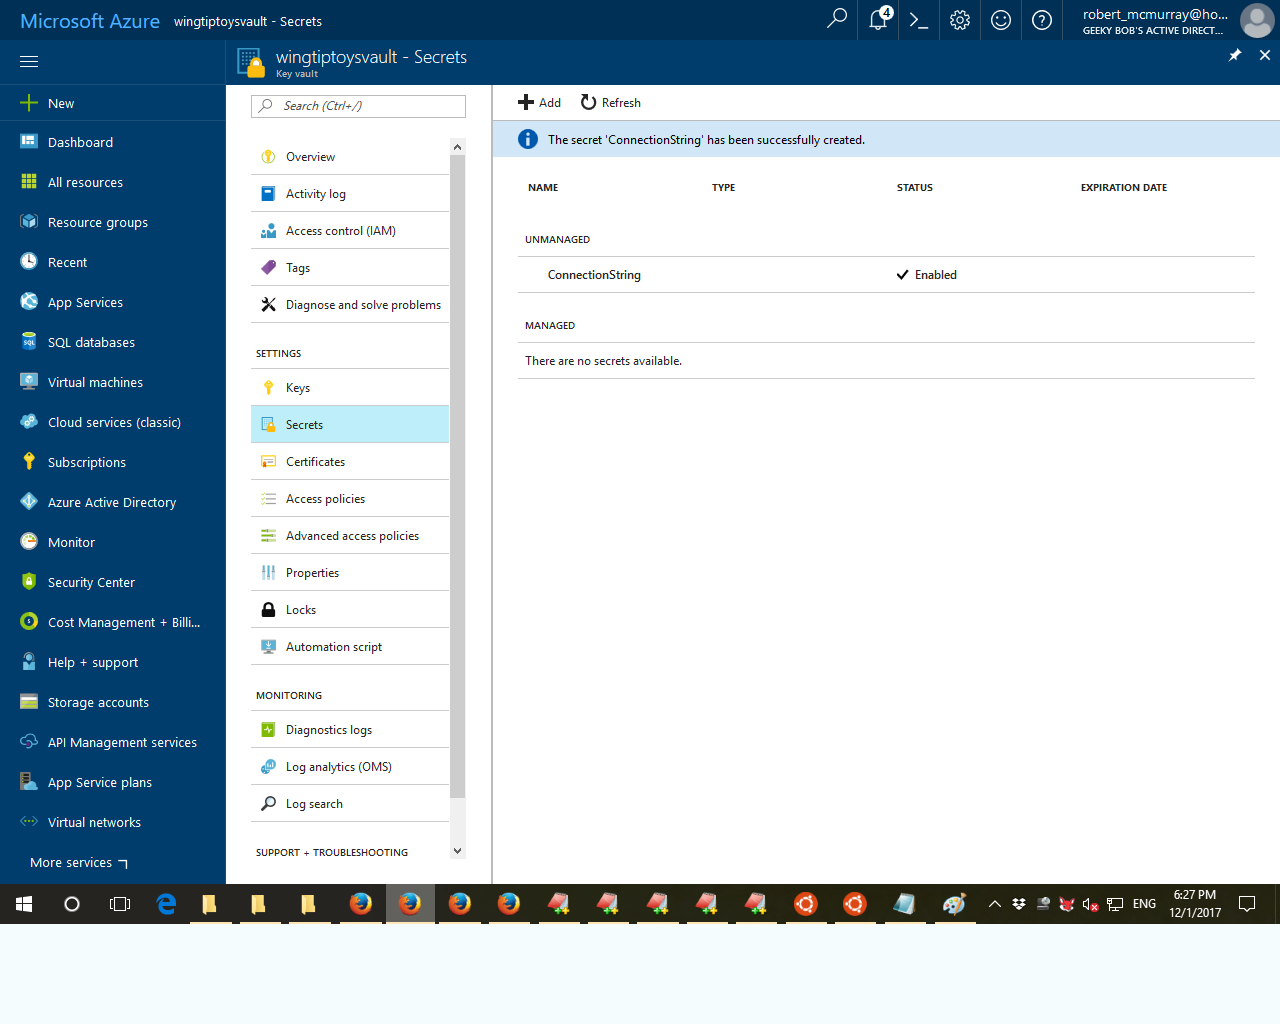 Microsoft Azure wingtiptoysvault - Secrets
4
robert_mcmurray@ho...
GEEKY BOB'S ACTIVE DIRECT...
wingtiptoysvault - Secrets
Key vault
New
Dashboard
All resources
Resource groups
Recent
App Services
SQL databases
Virtual machines
Cloud services (classic)
Subscriptions
Azure Active Directory
Monitor
Security Center
Cost Management + Billi...
Help + support
Storage accounts
API Management services
App Service plans
Virtual networks
More services
Search (Ctrl+/)
Overview
Activity log
Access control (IAM)
Tags
Diagnose and solve problems
SETTINGS
Keys
Secrets
Certificates
Access policies
Advanced access policies
Properties
Locks
Automation script
MONITORING
Diagnostics logs
Log analytics (OMS)
Log search
SUPPORT + TROUBLESHOOTING
Add Refresh
The secret 'ConnectionString' has been successfully created.
NAME TYPE STATUS EXPIRATION DATE
UNMANAGED
ConnectionString Enabled
MANAGED
There are no secrets available.
ENG
6:27 PM
12/1/2017